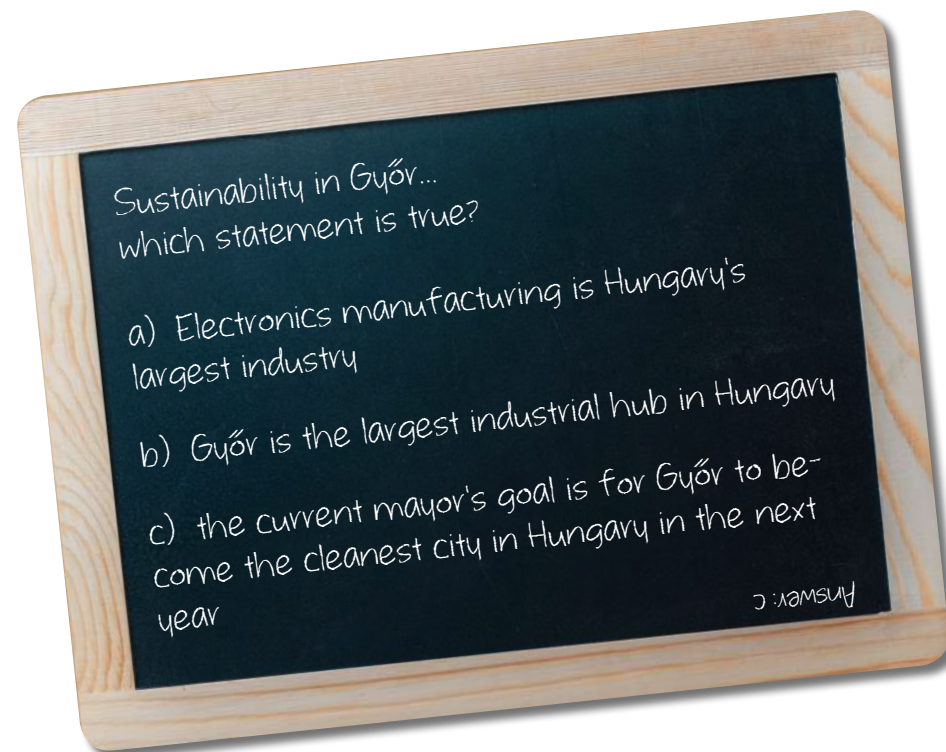 Sustainability in Győr...
which statement is true?
a) Electronics manufacturing is Hungary's
largest industry
b) Győr is the largest industrial hub in Hungary
c) the current mayor's goal is for Győr to be-
come the cleanest city in Hungary in the next
year
Answer: c